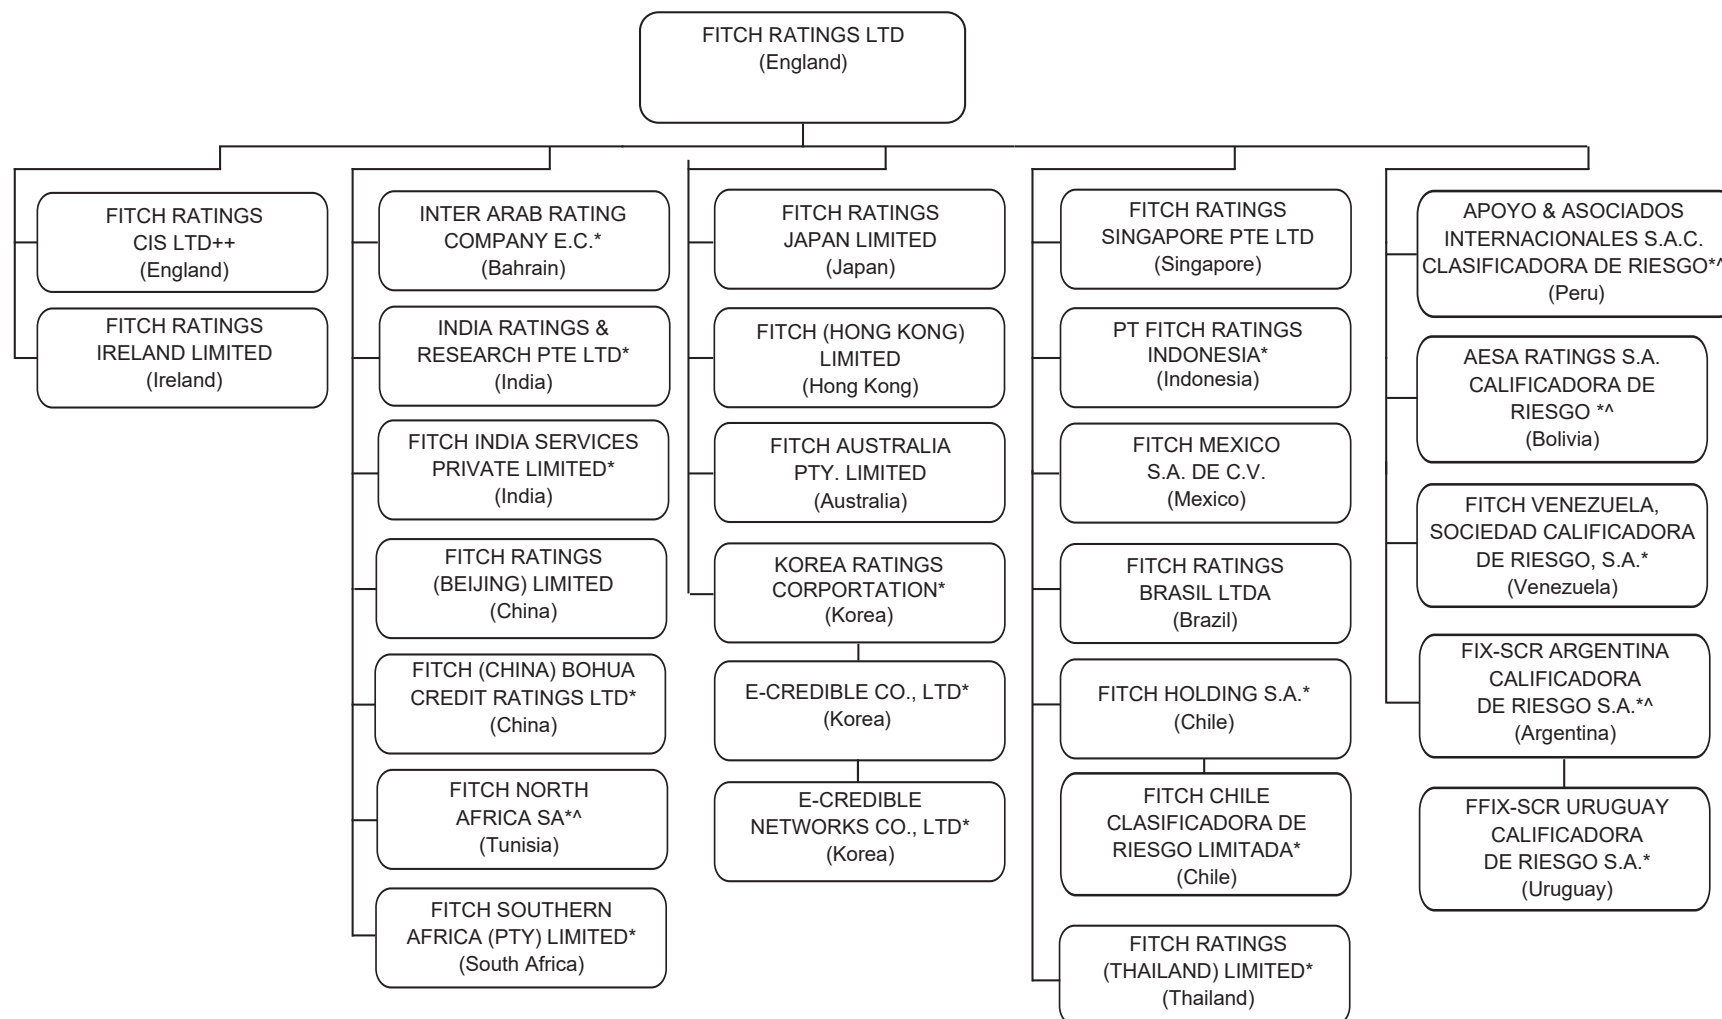 FITCH RATINGS LTD
(England)
FITCH RATINGS
CIS LTD++
(England)
FITCH RATINGS
IRELAND LIMITED
(Ireland)
INTER ARAB RATING
COMPANY E.C.*
(Bahrain)
INDIA RATINGS &
RESEARCH PTE LTD*
(India)
FITCH INDIA SERVICES
PRIVATE LIMITED*
(India)
FITCH RATINGS
(BEIJING) LIMITED
(China)
FITCH (CHINA) BOHUA
CREDIT RATINGS LTD*
(China)
FITCH NORTH
AFRICA SA*^
(Tunisia)
FITCH SOUTHERN
AFRICA (PTY) LIMITED*
(South Africa)
FITCH RATINGS
JAPAN LIMITED
(Japan)
FITCH (HONG KONG)
LIMITED
(Hong Kong)
FITCH AUSTRALIA
PTY. LIMITED
(Australia)
KOREA RATINGS
CORPORTATION*
(Korea)
E-CREDIBLE CO., LTD*
(Korea)
E-CREDIBLE
NETWORKS CO., LTD*
(Korea)
FITCH RATINGS
SINGAPORE PTE LTD
(Singapore)
PT FITCH RATINGS
INDONESIA*
(Indonesia)
FITCH MEXICO
S.A. DE C.V.
(Mexico)
FITCH RATINGS
BRASIL LTDA
(Brazil)
FITCH HOLDING S.A.*
(Chile)
FITCH CHILE
CLASIFICADORA DE
RIESGO LIMITADA*
(Chile)
FITCH RATINGS
(THAILAND) LIMITED*
(Thailand)
APOYO & ASOCIADOS
INTERNACIONALES S.A.C.
CLASIFICADORA DE RIESGO*^
(Peru)
AESA RATINGS S.A.
CALIFICADORA DE
RIESGO *^
(Bolivia)
FITCH VENEZUELA,
SOCIEDAD CALIFICADORA
DE RIESGO, S.A.*
(Venezuela)
FIX-SCR ARGENTINA
CALIFICADORA
DE RIESGO S.A.*^
(Argentina)
FFIX-SCR URUGUAY
CALIFICADORA
DE RIESGO S.A.*
(Uruguay)